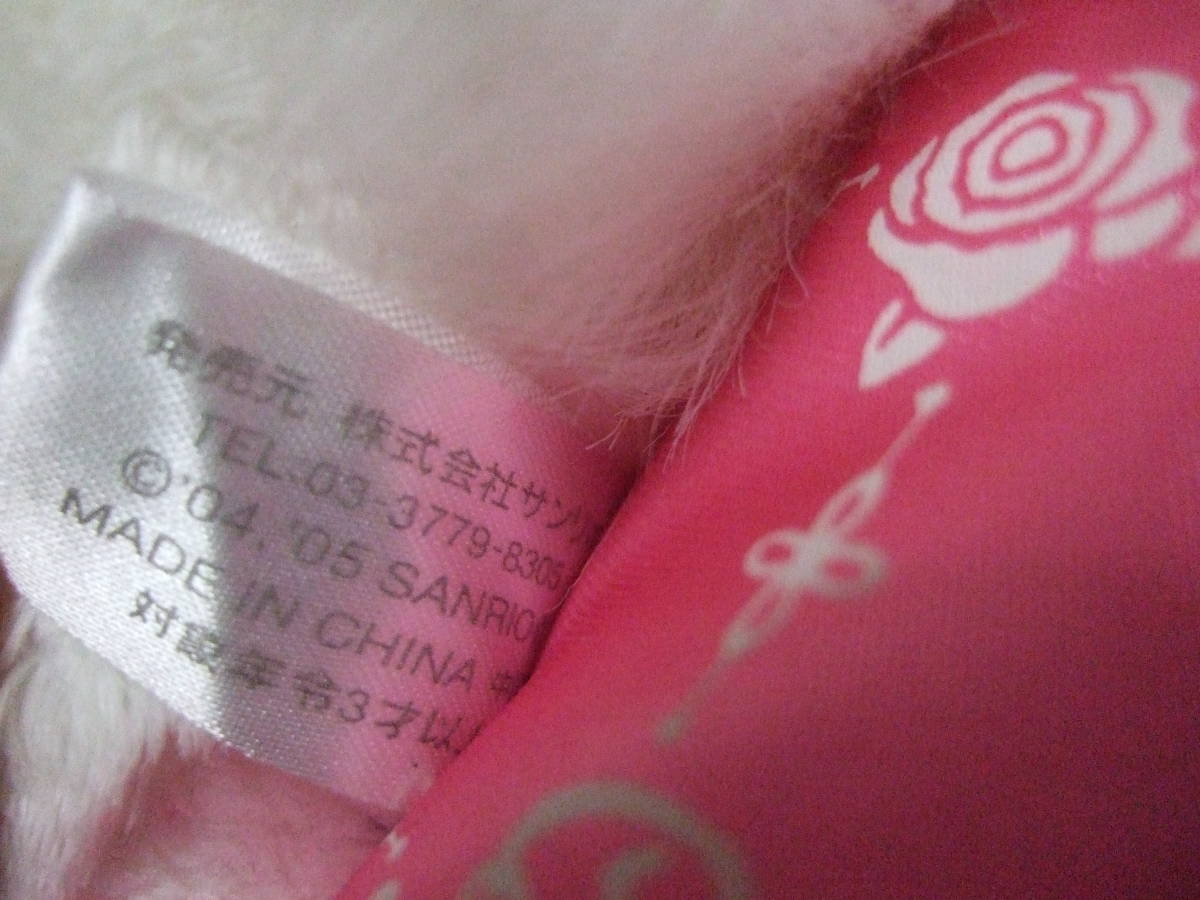 発売元 株式会社サンリ
TEL.03-3779-8305
©'04, '05 SANRIO
MADE IN CHINA
対象年令3才以